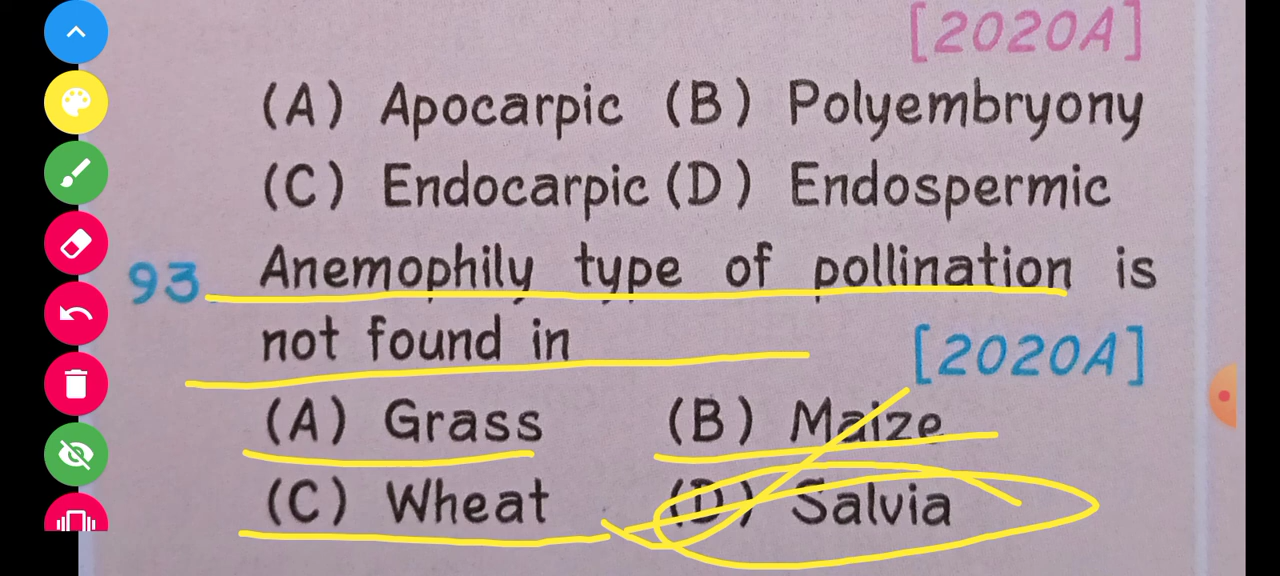 [2020A]
(A) Apocarpic (B) Polyembryony
(C) Endocarpic (D) Endospermic
93. Anemophily type of pollination is
not found in [2020A]
(A) Grass (B) Maize
(C) Wheat (D) Salvia